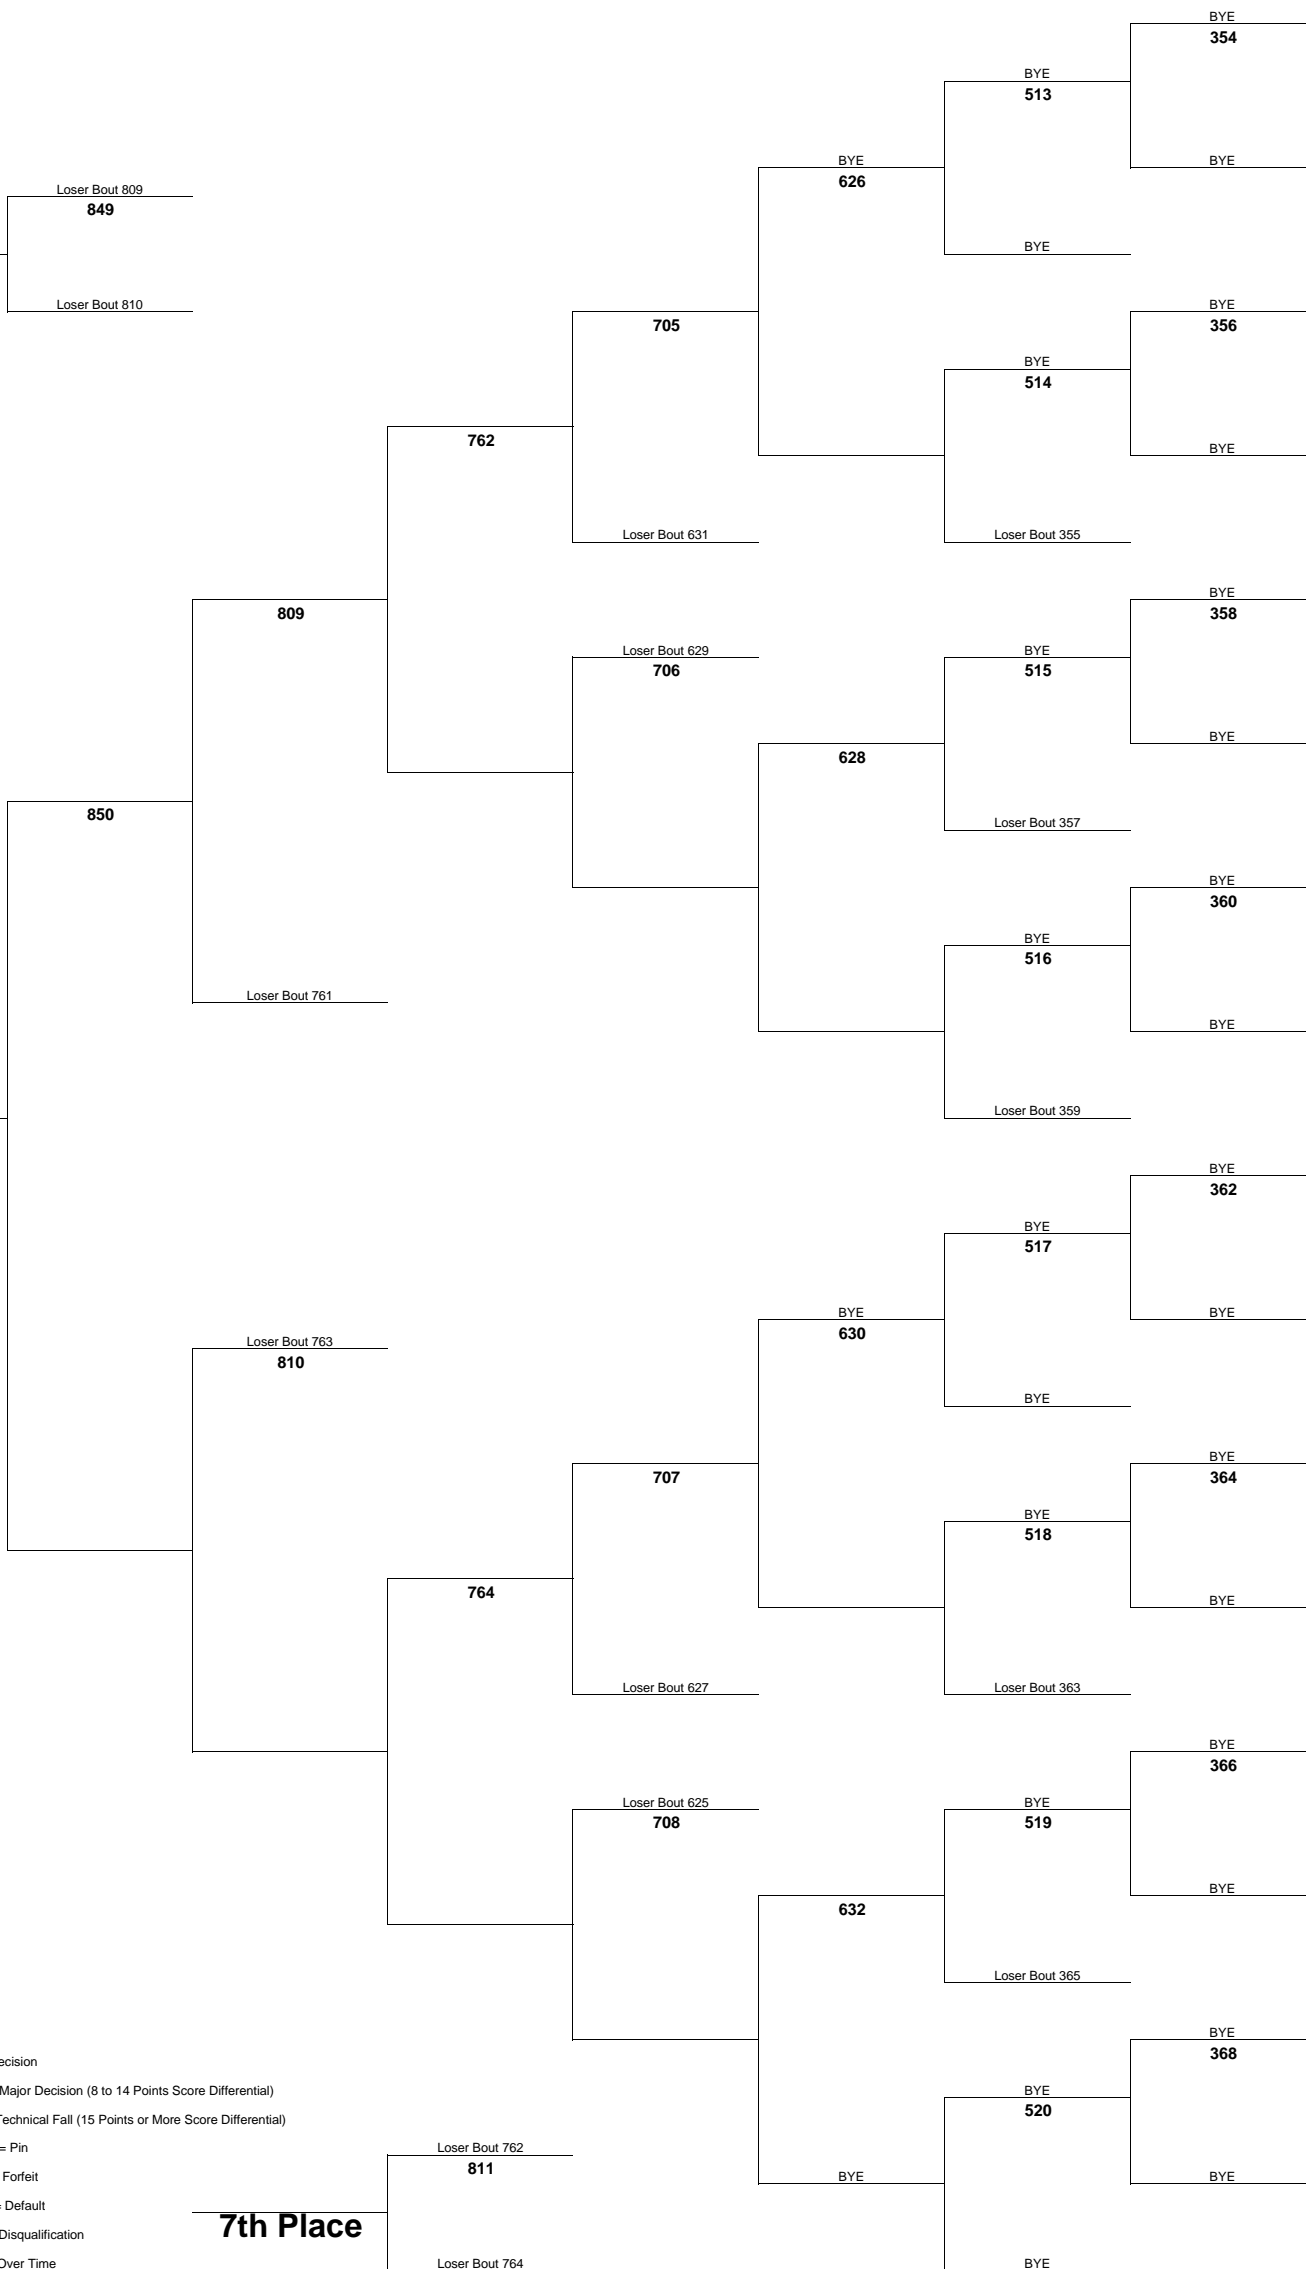 BYE
354
BYE
513
BYE
BYE
626
Loser Bout 809
849
BYE
Loser Bout 810
BYE
356
705
BYE
514
762
BYE
Loser Bout 631
Loser Bout 355
BYE
358
809
Loser Bout 629
706
BYE
515
BYE
628
850
Loser Bout 357
BYE
360
BYE
516
Loser Bout 761
BYE
Loser Bout 359
BYE
362
BYE
517
BYE
630
BYE
Loser Bout 763
810
BYE
BYE
364
707
BYE
518
764
BYE
Loser Bout 627
Loser Bout 363
BYE
366
Loser Bout 625
708
BYE
519
BYE
632
Loser Bout 365
BYE
368
ecision
Major Decision (8 to 14 Points Score Differential)
BYE
520
Technical Fall (15 Points or More Score Differential)
= Pin
Loser Bout 762
811
Forfeit
BYE
BYE
= Default
7th Place
Disqualification
Over Time
Loser Bout 764
BYE